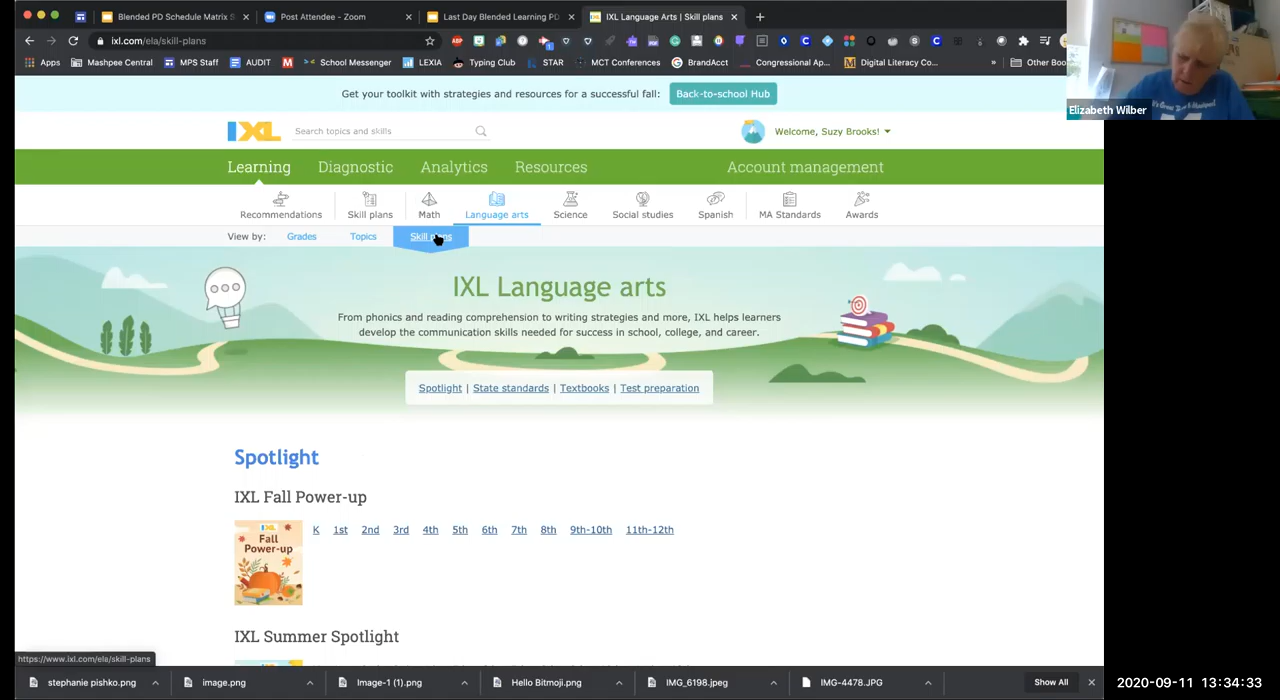 Blended PD Schedule Matrix S
Post Attendee - Zoom
Last Day Blended Learning PD
IXL Language Arts | Skill plans
ixl.com/ela/skill-plans
Apps
Mashpee Central
MPS Staff
AUDIT
School Messenger
LEXIA
Typing Club
STAR
MCT Conferences
BrandAcct
Congressional Ap...
Digital Literacy Co...
Other Boo
Elizabeth Wilber
Get your toolkit with strategies and resources for a successful fall: Back-to-school Hub
IXL
Search topics and skills
Welcome, Suzy Brooks!
Learning
Diagnostic
Analytics
Resources
Account management
Recommendations
Skill plans
Math
Language arts
Science
Social studies
Spanish
MA Standards
Awards
View by:
Grades
Topics
Skill plans
IXL Language arts
From phonics and reading comprehension to writing strategies and more, IXL helps learners
develop the communication skills needed for success in school, college, and career.
Spotlight | State standards | Textbooks | Test preparation
Spotlight
IXL Fall Power-up
IXL
Fall
Power-up
K 1st 2nd 3rd 4th 5th 6th 7th 8th 9th-10th 11th-12th
IXL Summer Spotlight
https://www.ixl.com/ela/skill-plans
stephanie pishko.png
image.png
Image-1 (1).png
Hello Bitmoji.png
IMG_6198.jpeg
IMG-4478.JPG
Show All
2020-09-11 13:34:33